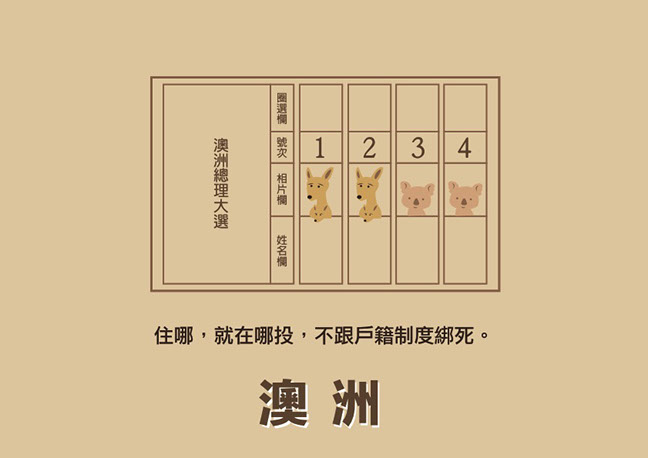 澳洲總理大選
圈選欄
號次
1 2 3 4
相片欄
姓名欄
住哪，就在哪投，不跟戶籍制度綁死。
澳洲